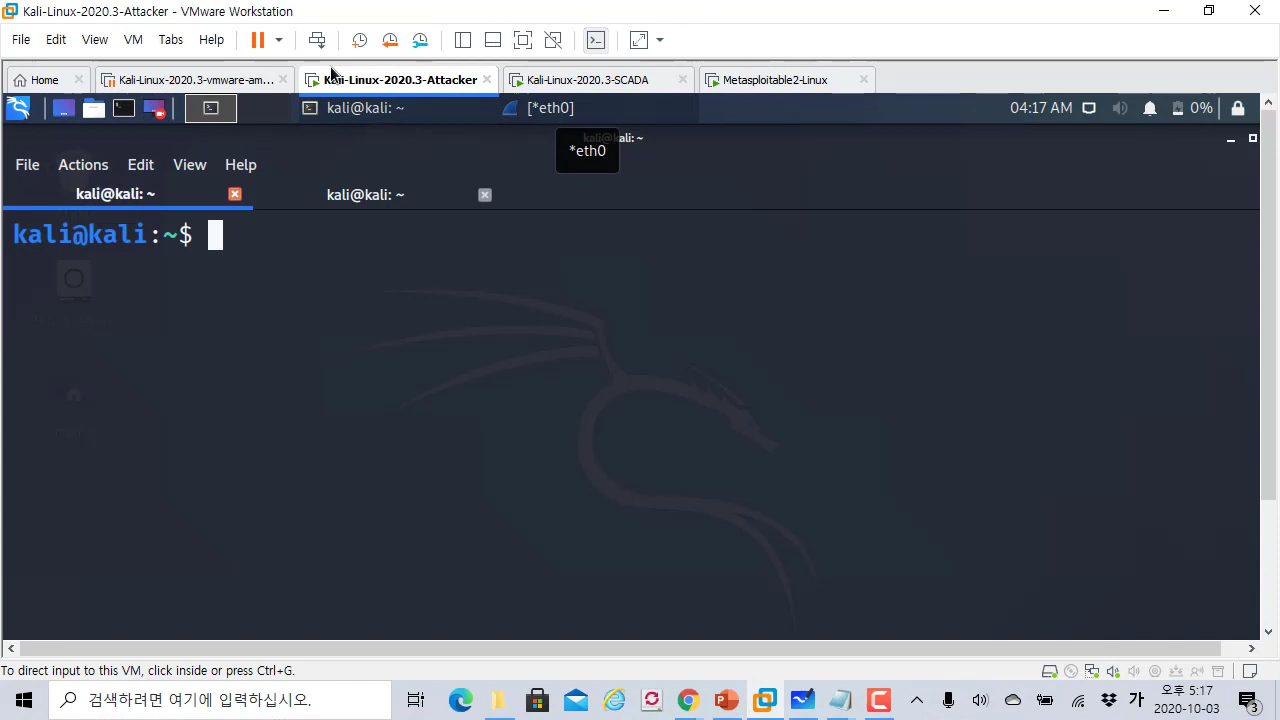 Kali-Linux-2020.3-Attacker - VMware Workstation
File Edit View VM Tabs Help
Home Kali-Linux-2020.3-vmware-am... Kali-Linux-2020.3-Attacker Kali-Linux-2020.3-SCADA Metasploitable2-Linux
kali@kali: ~ [*eth0] 04:17 AM 0%
kali@kali: ~
*eth0
File Actions Edit View Help
kali@kali: ~ kali@kali: ~
kali@kali:~$
To direct input to this VM, click inside or press Ctrl+G.
검색하려면 여기에 입력하십시오.
가
오후 5:17
2020-10-03
3